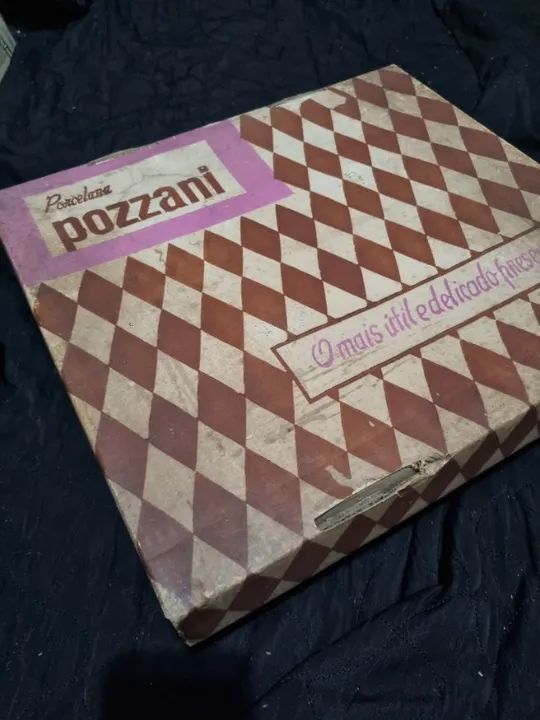 Porcelana
pozzani
O mais útil e delicado